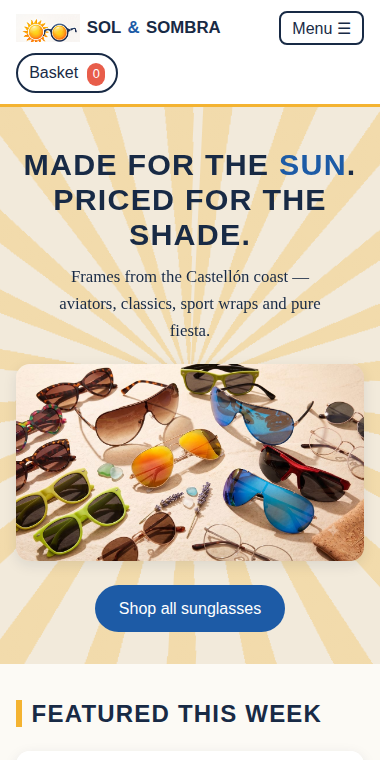 SOL & SOMBRA
Menu ☰
Basket 0
MADE FOR THE SUN.
PRICED FOR THE
SHADE.
Frames from the Castellón coast —
aviators, classics, sport wraps and pure
fiesta.
Shop all sunglasses
FEATURED THIS WEEK